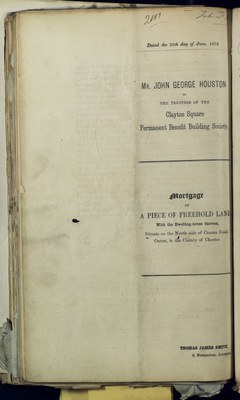 Dated the 20th day of June, 1874
MR. JOHN GEORGE HOUSTON
TO
THE TRUSTEES OF THE
Clayton Square
Permanent Benefit Building Society.
Mortgage
OF
A PIECE OF FREEHOLD LAND
With the Dwelling-house thereon,
Situate on the North side of Road
Oxton, in the County of Chester
THOMAS JAMES SMITH,